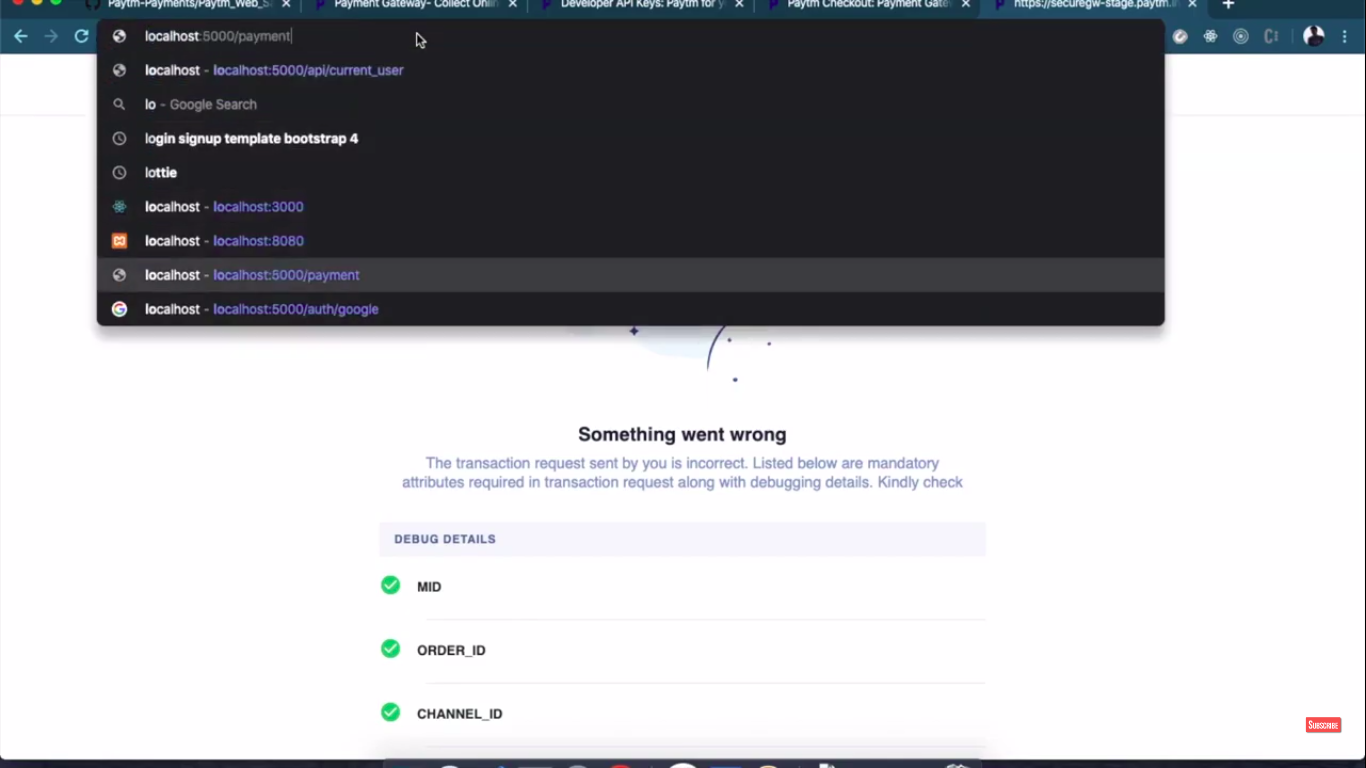 Paytm-Payments/Paytm_Web_S
Payment Gateway- Collect Onlin
Developer API Keys: Paytm for y
Paytm Checkout: Payment Gate
https://securegw-stage.paytm.in
localhost:5000/payment
localhost - localhost:5000/api/current_user
lo - Google Search
login signup template bootstrap 4
lottie
localhost - localhost:3000
localhost - localhost:8080
localhost - localhost:5000/payment
localhost - localhost:5000/auth/google
Something went wrong
The transaction request sent by you is incorrect. Listed below are mandatory
attributes required in transaction request along with debugging details. Kindly check
DEBUG DETAILS
MID
ORDER_ID
CHANNEL_ID
SUBSCRIBE